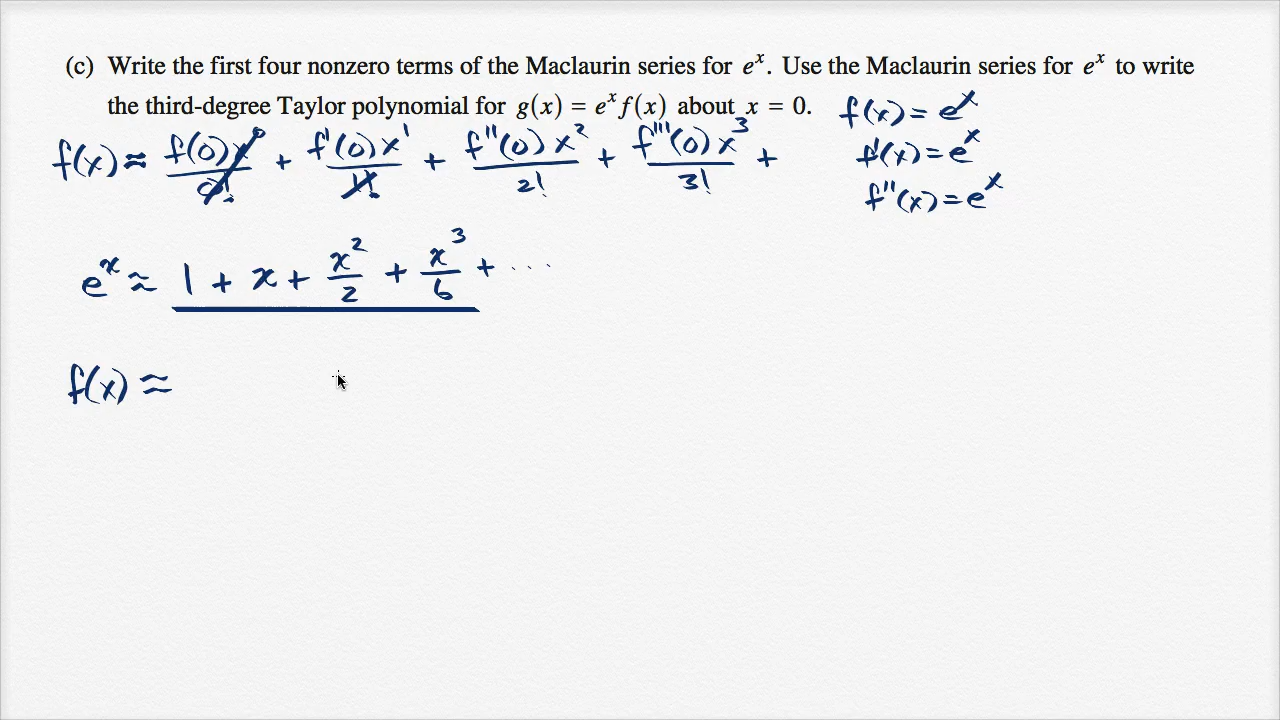 (c) Write the first four nonzero terms of the Maclaurin series for eˣ. Use the Maclaurin series for eˣ to write
the third-degree Taylor polynomial for g(x) = eˣ f(x) about x = 0.
f(x) = eˣ
f(x) ≈ f(0)x⁰/0! + f'(0)x¹/1! + f''(0)x²/2! + f'''(0)x³/3! +
f'(x) = eˣ
f''(x) = eˣ
eˣ ≈ 1 + x + x²/2 + x³/6 + ...
f(x) ≈